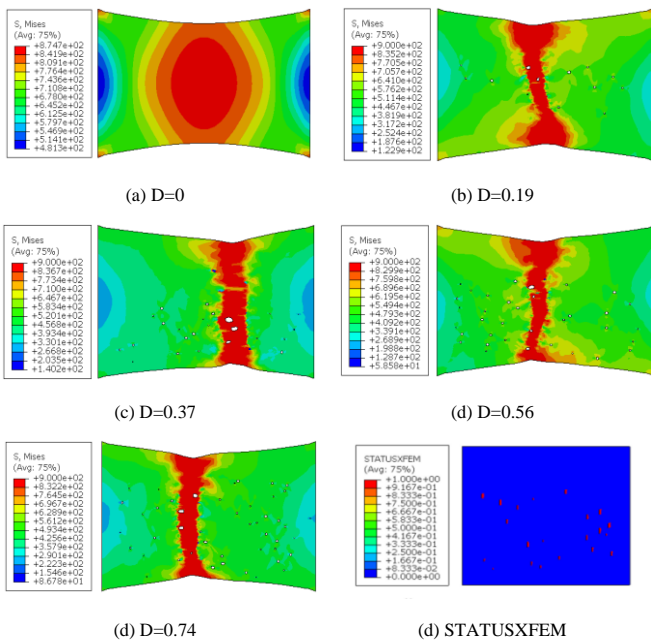 S, Mises
(Avg: 75%)
+8.747e+02
+8.419e+02
+8.091e+02
+7.764e+02
+7.436e+02
+7.108e+02
+6.780e+02
+6.452e+02
+6.125e+02
+5.797e+02
+5.469e+02
+5.141e+02
+4.813e+02
(a) D=0
S, Mises
(Avg: 75%)
+9.000e+02
+8.352e+02
+7.705e+02
+7.057e+02
+6.410e+02
+5.762e+02
+5.114e+02
+4.467e+02
+3.819e+02
+3.172e+02
+2.524e+02
+1.876e+02
+1.229e+02
(b) D=0.19
S, Mises
(Avg: 75%)
+9.000e+02
+8.367e+02
+7.734e+02
+7.100e+02
+6.467e+02
+5.834e+02
+5.201e+02
+4.568e+02
+3.934e+02
+3.301e+02
+2.668e+02
+2.035e+02
+1.402e+02
(c) D=0.37
S, Mises
(Avg: 75%)
+9.000e+02
+8.299e+02
+7.598e+02
+6.896e+02
+6.195e+02
+5.494e+02
+4.793e+02
+4.092e+02
+3.391e+02
+2.689e+02
+1.988e+02
+1.287e+02
+5.858e+01
(d) D=0.56
S, Mises
(Avg: 75%)
+9.000e+02
+8.322e+02
+7.645e+02
+6.967e+02
+6.289e+02
+5.612e+02
+4.934e+02
+4.256e+02
+3.579e+02
+2.901e+02
+2.223e+02
+1.546e+02
+8.678e+01
(d) D=0.74
STATUSXFEM
(Avg: 75%)
+1.000e+00
+9.167e-01
+8.333e-01
+7.500e-01
+6.667e-01
+5.833e-01
+5.000e-01
+4.167e-01
+3.333e-01
+2.500e-01
+1.667e-01
+8.333e-02
+0.000e+00
(d) STATUSXFEM